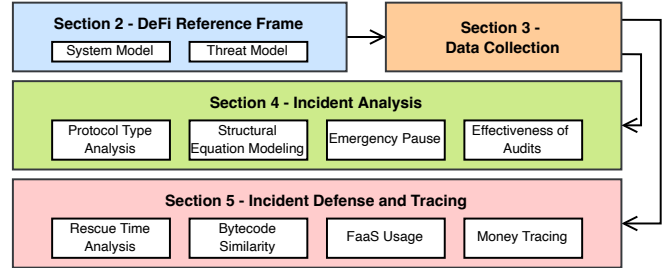 Section 2 - DeFi Reference Frame
System Model
Threat Model
Section 3 -
Data Collection
Section 4 - Incident Analysis
Protocol Type
Analysis
Structural
Equation Modeling
Emergency Pause
Effectiveness of
Audits
Section 5 - Incident Defense and Tracing
Rescue Time
Analysis
Bytecode
Similarity
FaaS Usage
Money Tracing